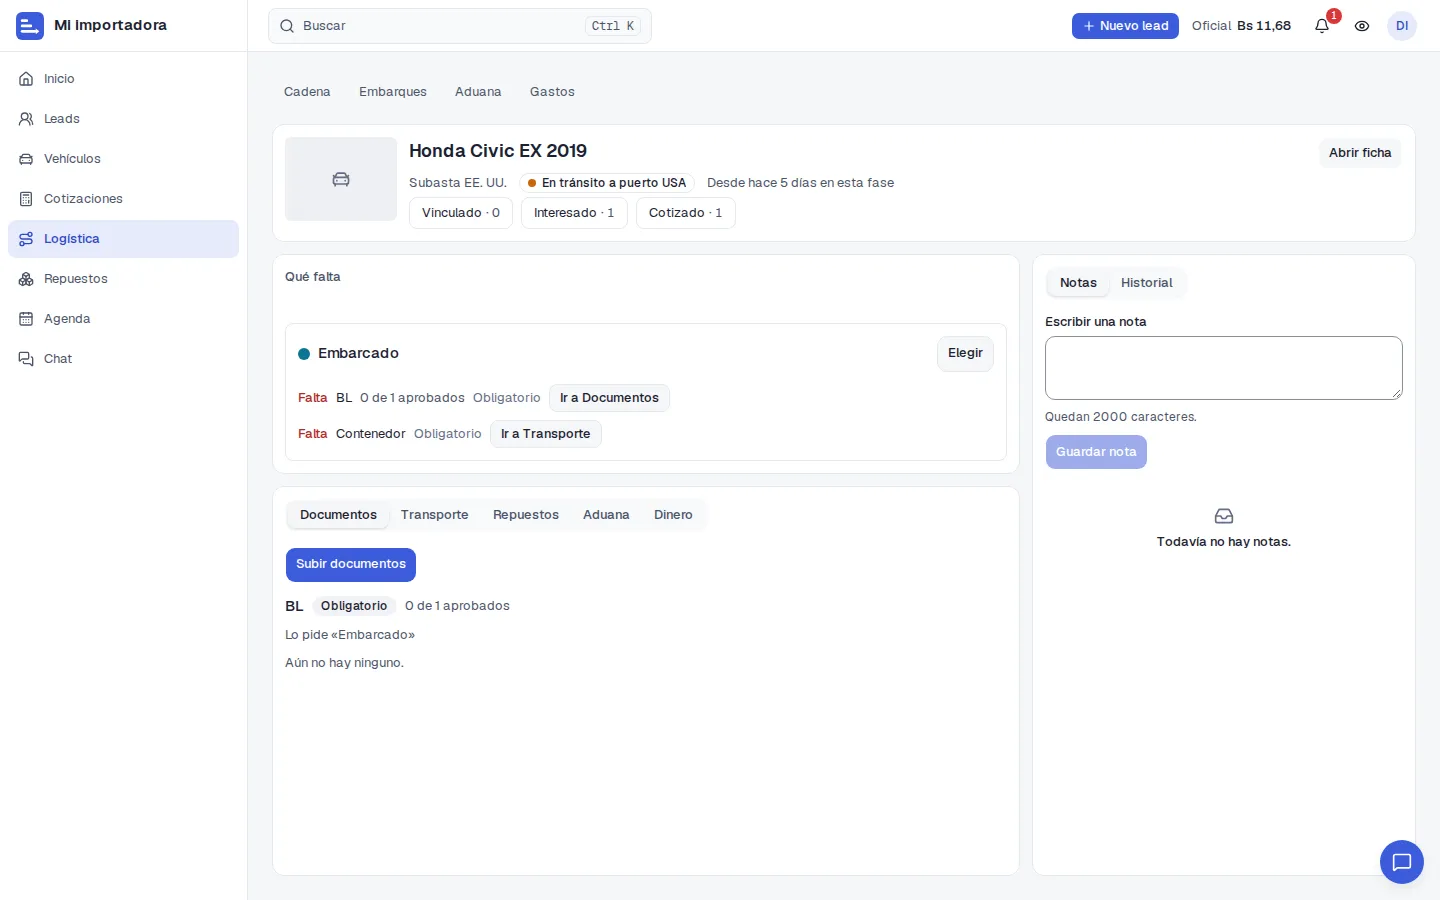 Mi importadora
Buscar
Ctrl K
Nuevo lead
Oficial Bs 11,68
1
DI
Inicio
Leads
Vehículos
Cotizaciones
Logística
Repuestos
Agenda
Chat
Cadena Embarques Aduana Gastos
Honda Civic EX 2019
Abrir ficha
Subasta EE. UU. En tránsito a puerto USA Desde hace 5 días en esta fase
Vinculado · 0 Interesado · 1 Cotizado · 1
Qué falta
Embarcado
Elegir
Falta BL 0 de 1 aprobados Obligatorio Ir a Documentos
Falta Contenedor Obligatorio Ir a Transporte
Documentos Transporte Repuestos Aduana Dinero
Subir documentos
BL Obligatorio 0 de 1 aprobados
Lo pide «Embarcado»
Aún no hay ninguno.
Notas Historial
Escribir una nota
Quedan 2000 caracteres.
Guardar nota
Todavía no hay notas.